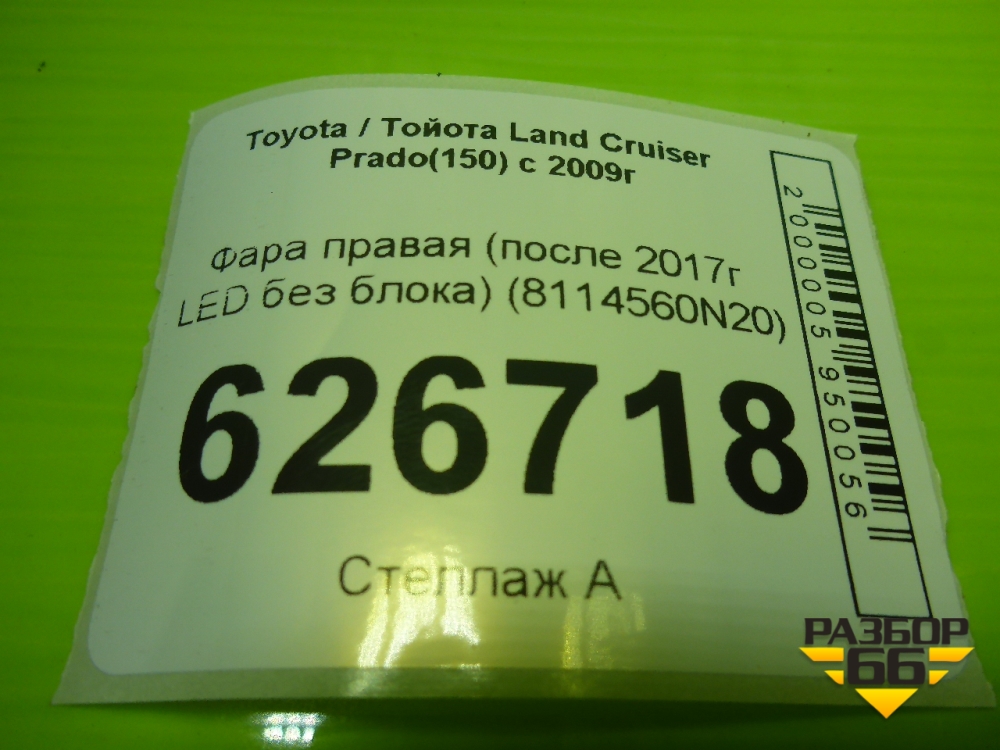 Toyota / Тойота Land Cruiser
Prado(150) с 2009г
Фара правая (после 2017г
LED без блока) (8114560N20)
626718
Стеллаж А
2000005950056
РАЗБОР
66